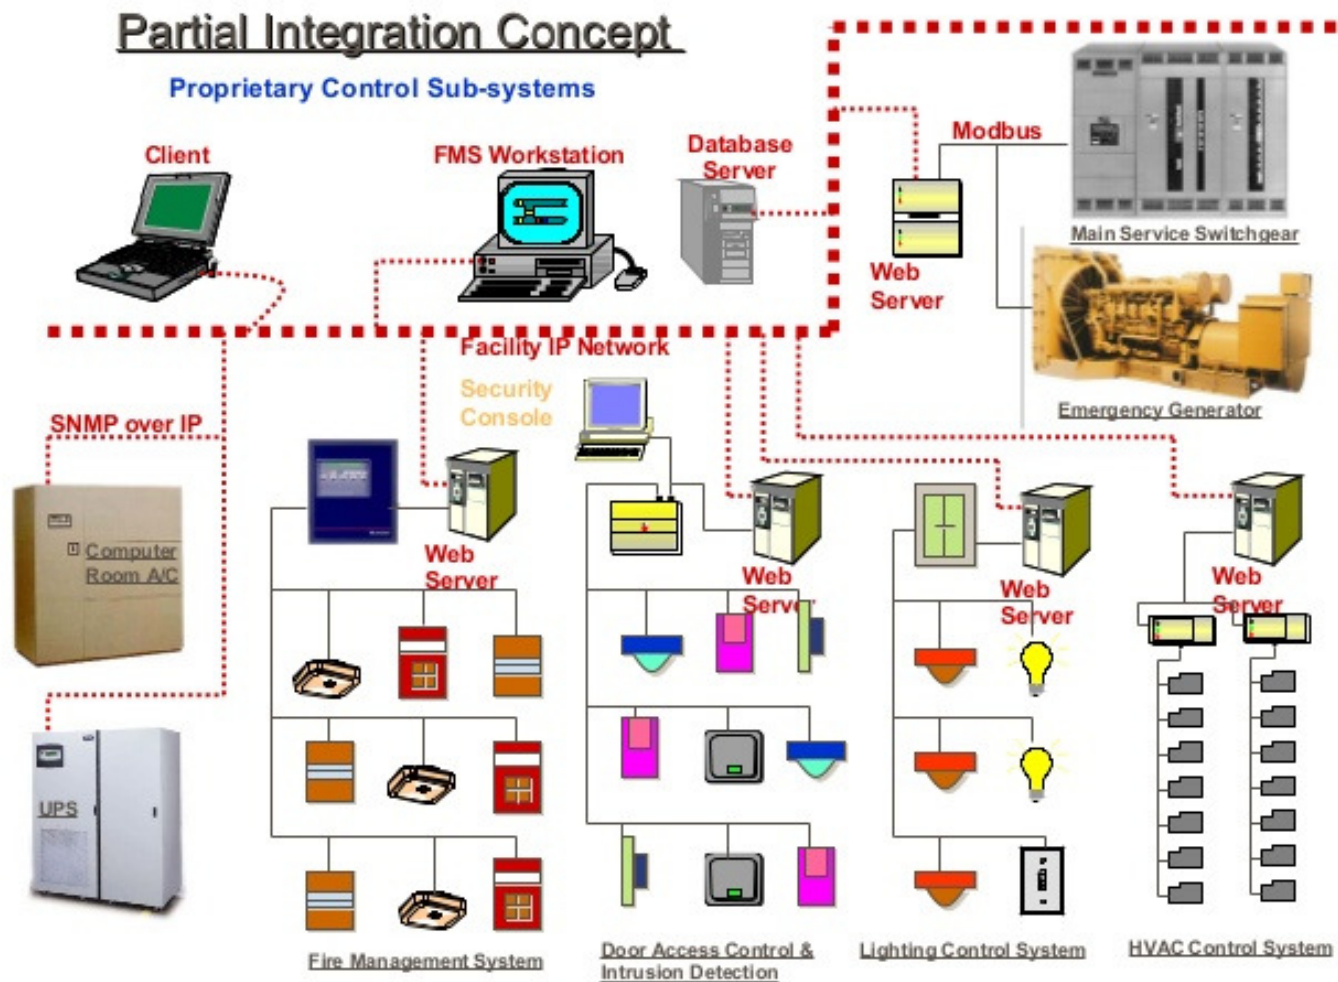 Partial Integration Concept
Proprietary Control Sub-systems
Client
FMS Workstation
Database
Server
Modbus
Main Service Switchgear
Web
Server
Emergency Generator
Facility IP Network
Security
Console
SNMP over IP
Computer
Room A/C
UPS
Web
Server
Web
Server
Web
Server
Web
Server
Fire Management System
Door Access Control &
Intrusion Detection
Lighting Control System
HVAC Control System